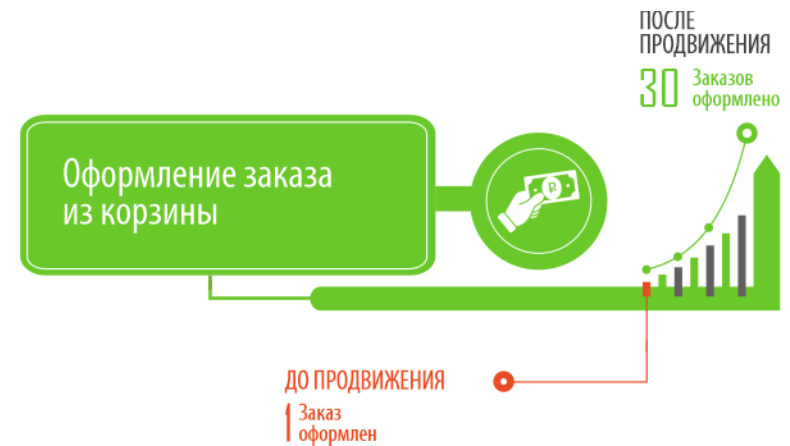 ПОСЛЕ
ПРОДВИЖЕНИЯ
30 Заказов
оформлено
Оформление заказа
из корзины
₽
ДО ПРОДВИЖЕНИЯ
1 Заказ
оформлен